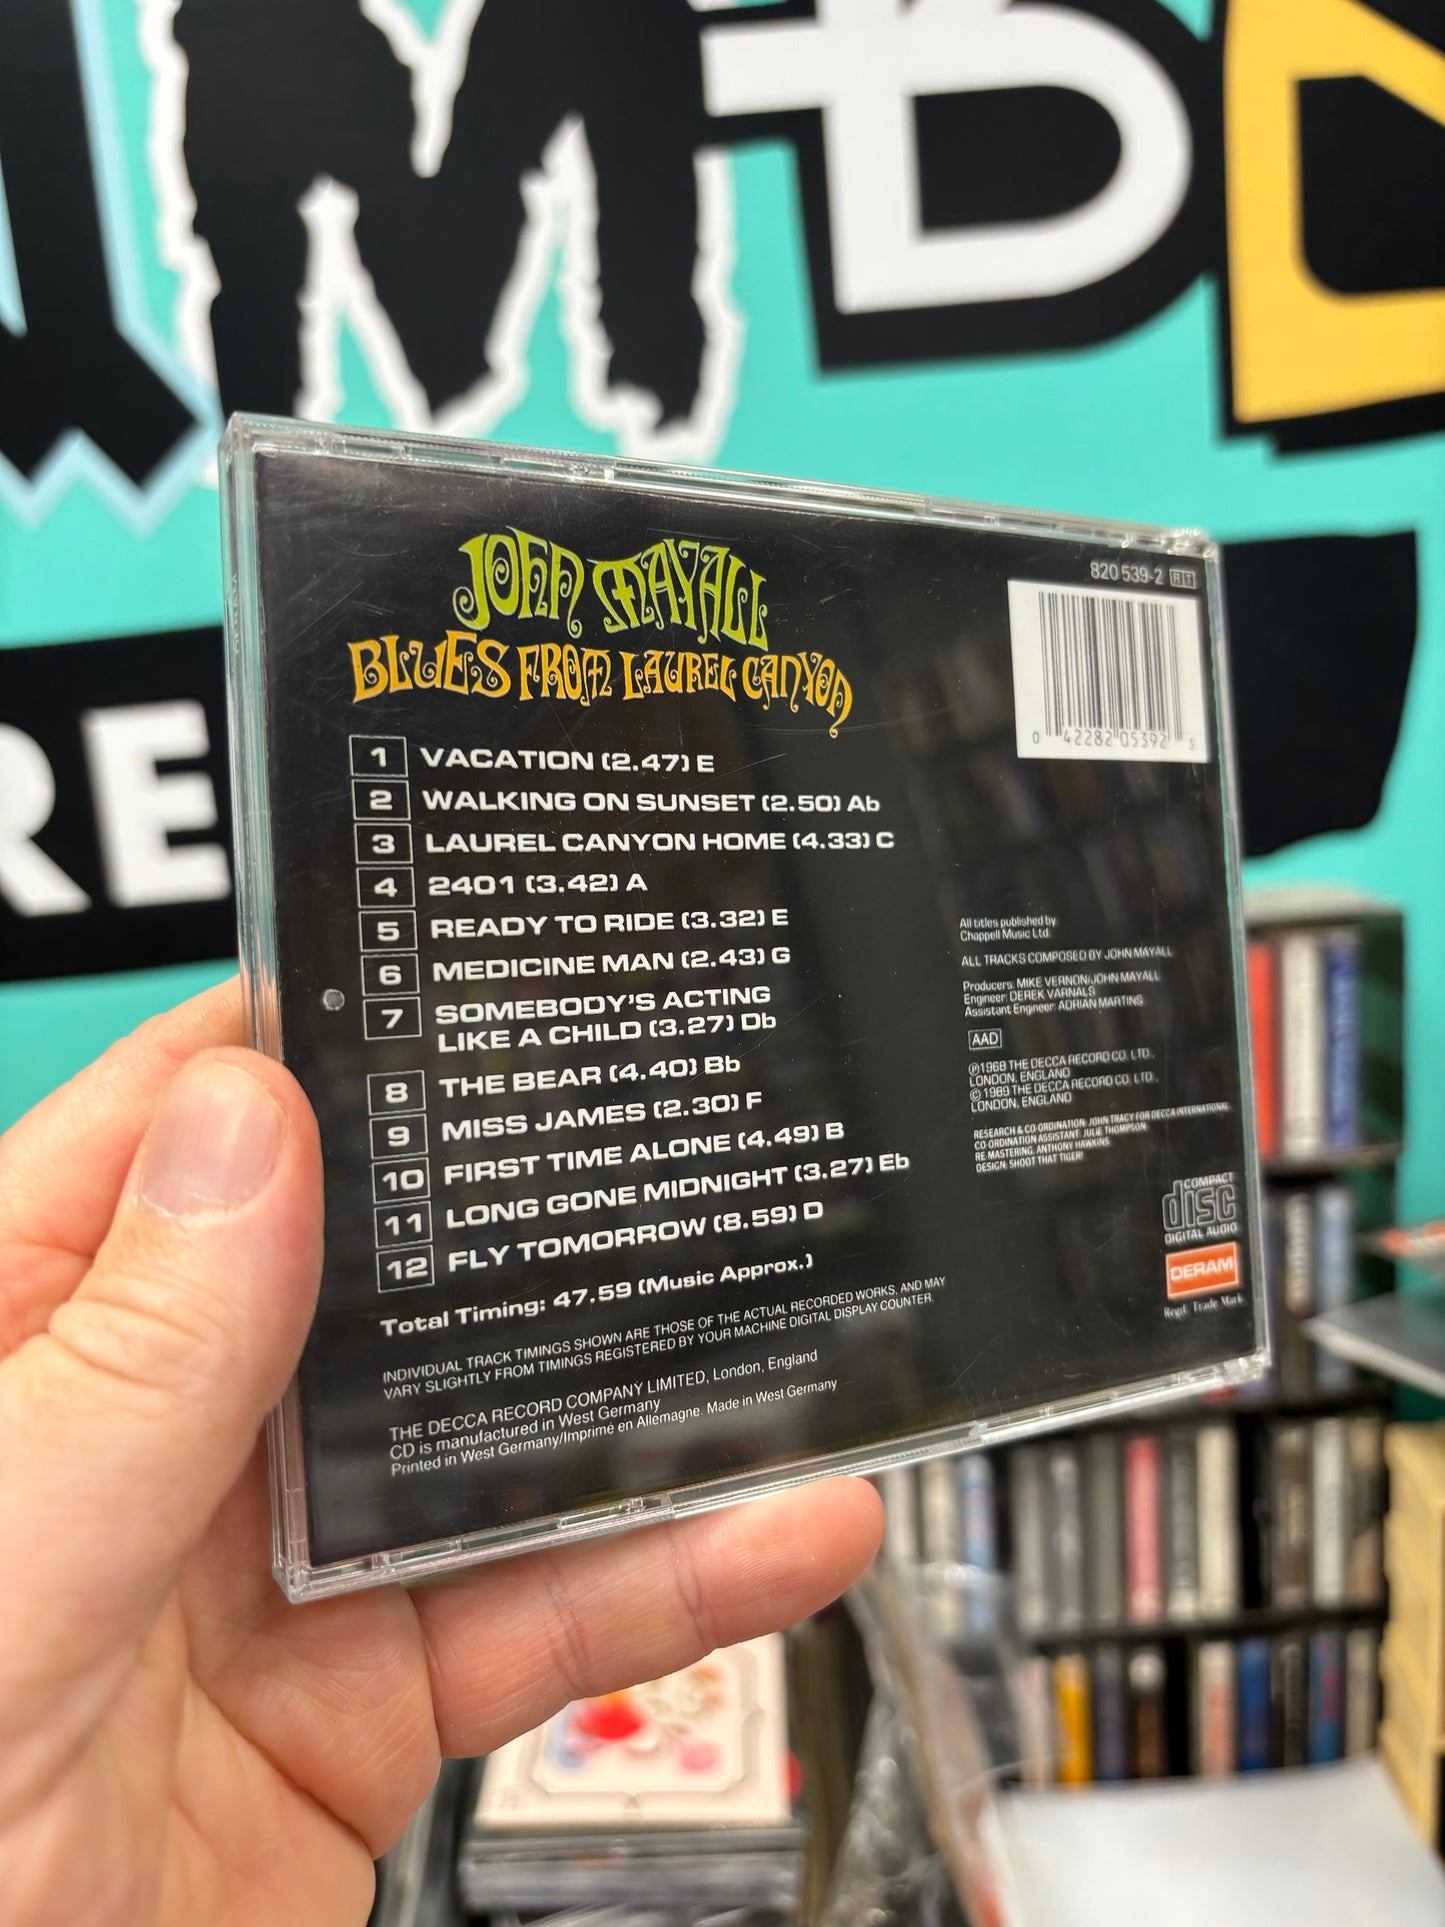 M
B
RE
JOHN MAYALL
BLUES FROM LAUREL CANYON
820 539-2 RT
0 42282 05392 5
1 VACATION (2.47) E
2 WALKING ON SUNSET (2.50) Ab
3 LAUREL CANYON HOME (4.33) C
4 2401 (3.42) A
5 READY TO RIDE (3.32) E
6 MEDICINE MAN (2.43) G
7 SOMEBODY'S ACTING
LIKE A CHILD (3.27) Db
8 THE BEAR (4.40) Bb
9 MISS JAMES (2.30) F
10 FIRST TIME ALONE (4.49) B
11 LONG GONE MIDNIGHT (3.27) Eb
12 FLY TOMORROW (8.59) D
Total Timing: 47.59 (Music Approx.)
INDIVIDUAL TRACK TIMINGS SHOWN ARE THOSE OF THE ACTUAL RECORDED WORKS, AND MAY
VARY SLIGHTLY FROM TIMINGS REGISTERED BY YOUR MACHINE DIGITAL DISPLAY COUNTER.
THE DECCA RECORD COMPANY LIMITED, London, England
CD is manufactured in West Germany
Printed in West Germany/Imprimé en Allemagne. Made in West Germany
All titles published by
Chappell Music Ltd.
ALL TRACKS COMPOSED BY JOHN MAYALL
Producers: MIKE VERNON/JOHN MAYALL
Engineer: DEREK VARNALS
Assistant Engineer: ADRIAN MARTINS
AAD
℗1968 THE DECCA RECORD CO. LTD.,
LONDON, ENGLAND
©1989 THE DECCA RECORD CO. LTD.,
LONDON, ENGLAND
RESEARCH & CO-ORDINATION: JOHN TRACY FOR DECCA INTERNATIONAL
CO-ORDINATION ASSISTANT: JULIE THOMPSON
RE-MASTERING: ANTHONY HAWKINS
DESIGN: SHOOT THAT TIGER!
COMPACT
disc
DIGITAL AUDIO
DERAM
Regd. Trade Mark